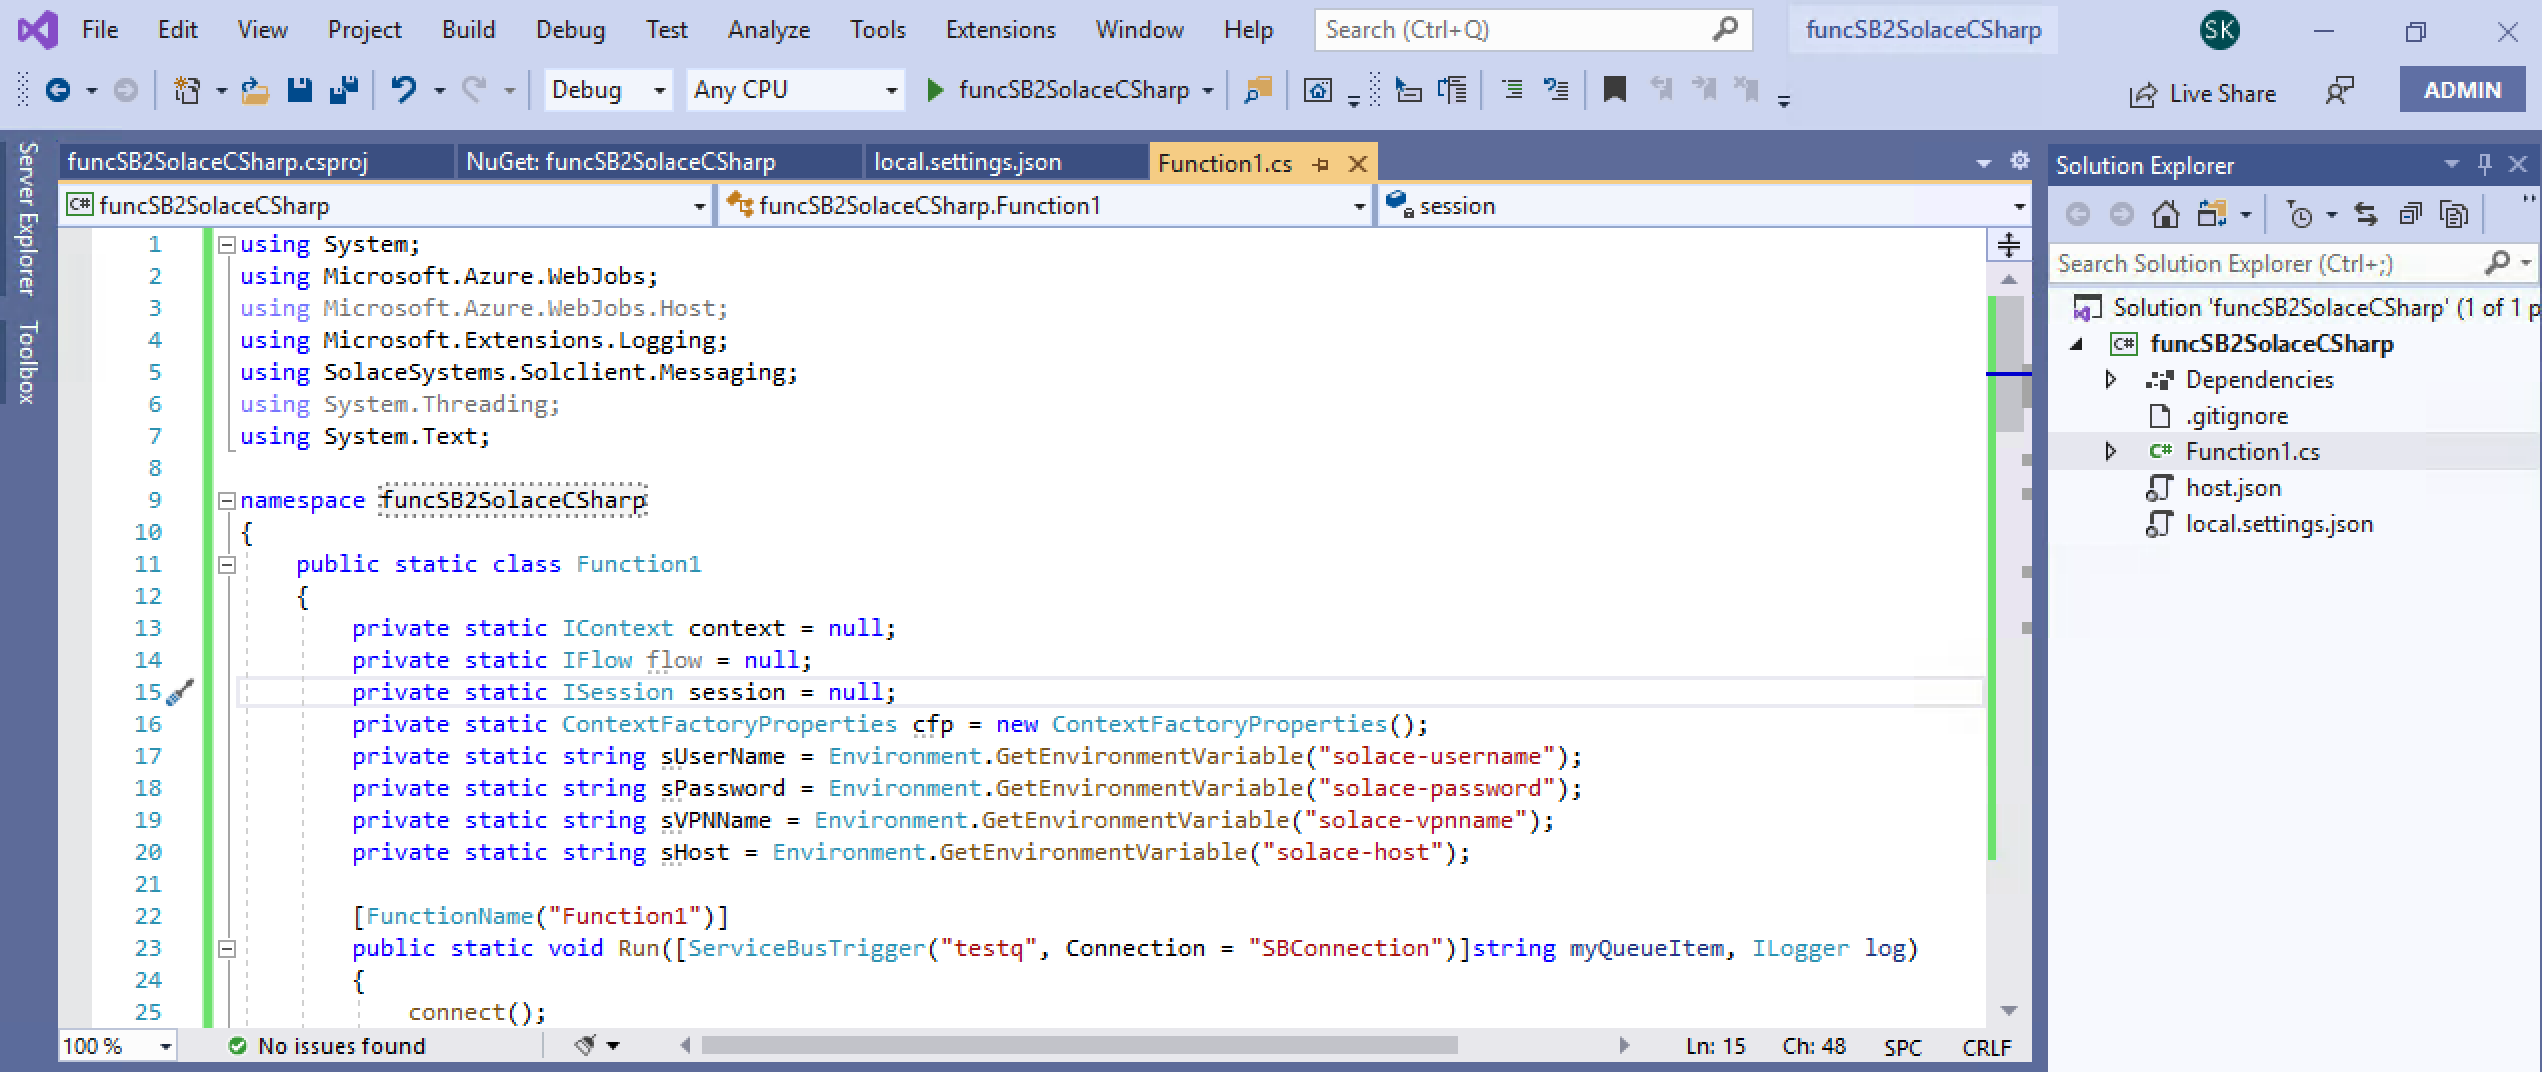 File Edit View Project Build Debug Test Analyze Tools Extensions Window Help Search (Ctrl+Q) funcSB2SolaceCSharp SK
Debug Any CPU funcSB2SolaceCSharp Live Share ADMIN
Server Explorer
Toolbox
funcSB2SolaceCSharp.csproj NuGet: funcSB2SolaceCSharp local.settings.json Function1.cs
C# funcSB2SolaceCSharp funcSB2SolaceCSharp.Function1 session
1 using System;
2 using Microsoft.Azure.WebJobs;
3 using Microsoft.Azure.WebJobs.Host;
4 using Microsoft.Extensions.Logging;
5 using SolaceSystems.Solclient.Messaging;
6 using System.Threading;
7 using System.Text;
8
9 namespace funcSB2SolaceCSharp
10 {
11 public static class Function1
12 {
13 private static IContext context = null;
14 private static IFlow flow = null;
15 private static ISession session = null;
16 private static ContextFactoryProperties cfp = new ContextFactoryProperties();
17 private static string sUserName = Environment.GetEnvironmentVariable("solace-username");
18 private static string sPassword = Environment.GetEnvironmentVariable("solace-password");
19 private static string sVPNName = Environment.GetEnvironmentVariable("solace-vpnname");
20 private static string sHost = Environment.GetEnvironmentVariable("solace-host");
21
22 [FunctionName("Function1")]
23 public static void Run([ServiceBusTrigger("testq", Connection = "SBConnection")]string myQueueItem, ILogger log)
24 {
25 connect();
100 % No issues found Ln: 15 Ch: 48 SPC CRLF
Solution Explorer
Search Solution Explorer (Ctrl+;)
Solution 'funcSB2SolaceCSharp' (1 of 1 p
C# funcSB2SolaceCSharp
Dependencies
.gitignore
C# Function1.cs
host.json
local.settings.json